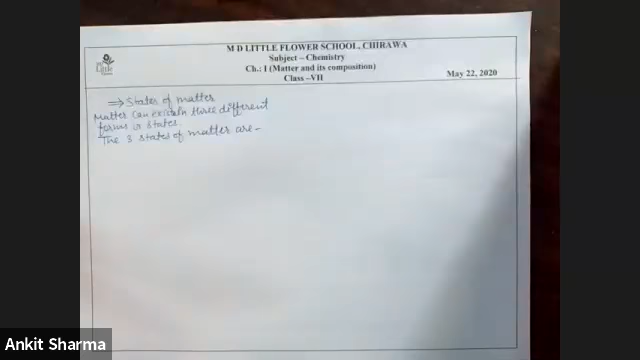 M D LITTLE FLOWER SCHOOL, CHIRAWA
Subject – Chemistry
Ch.: I (Matter and its composition)
Class –VII
May 22, 2020
Little
⇒ States of matter
Matter can exist in three different
forms or states.
The 3 states of matter are –
Ankit Sharma